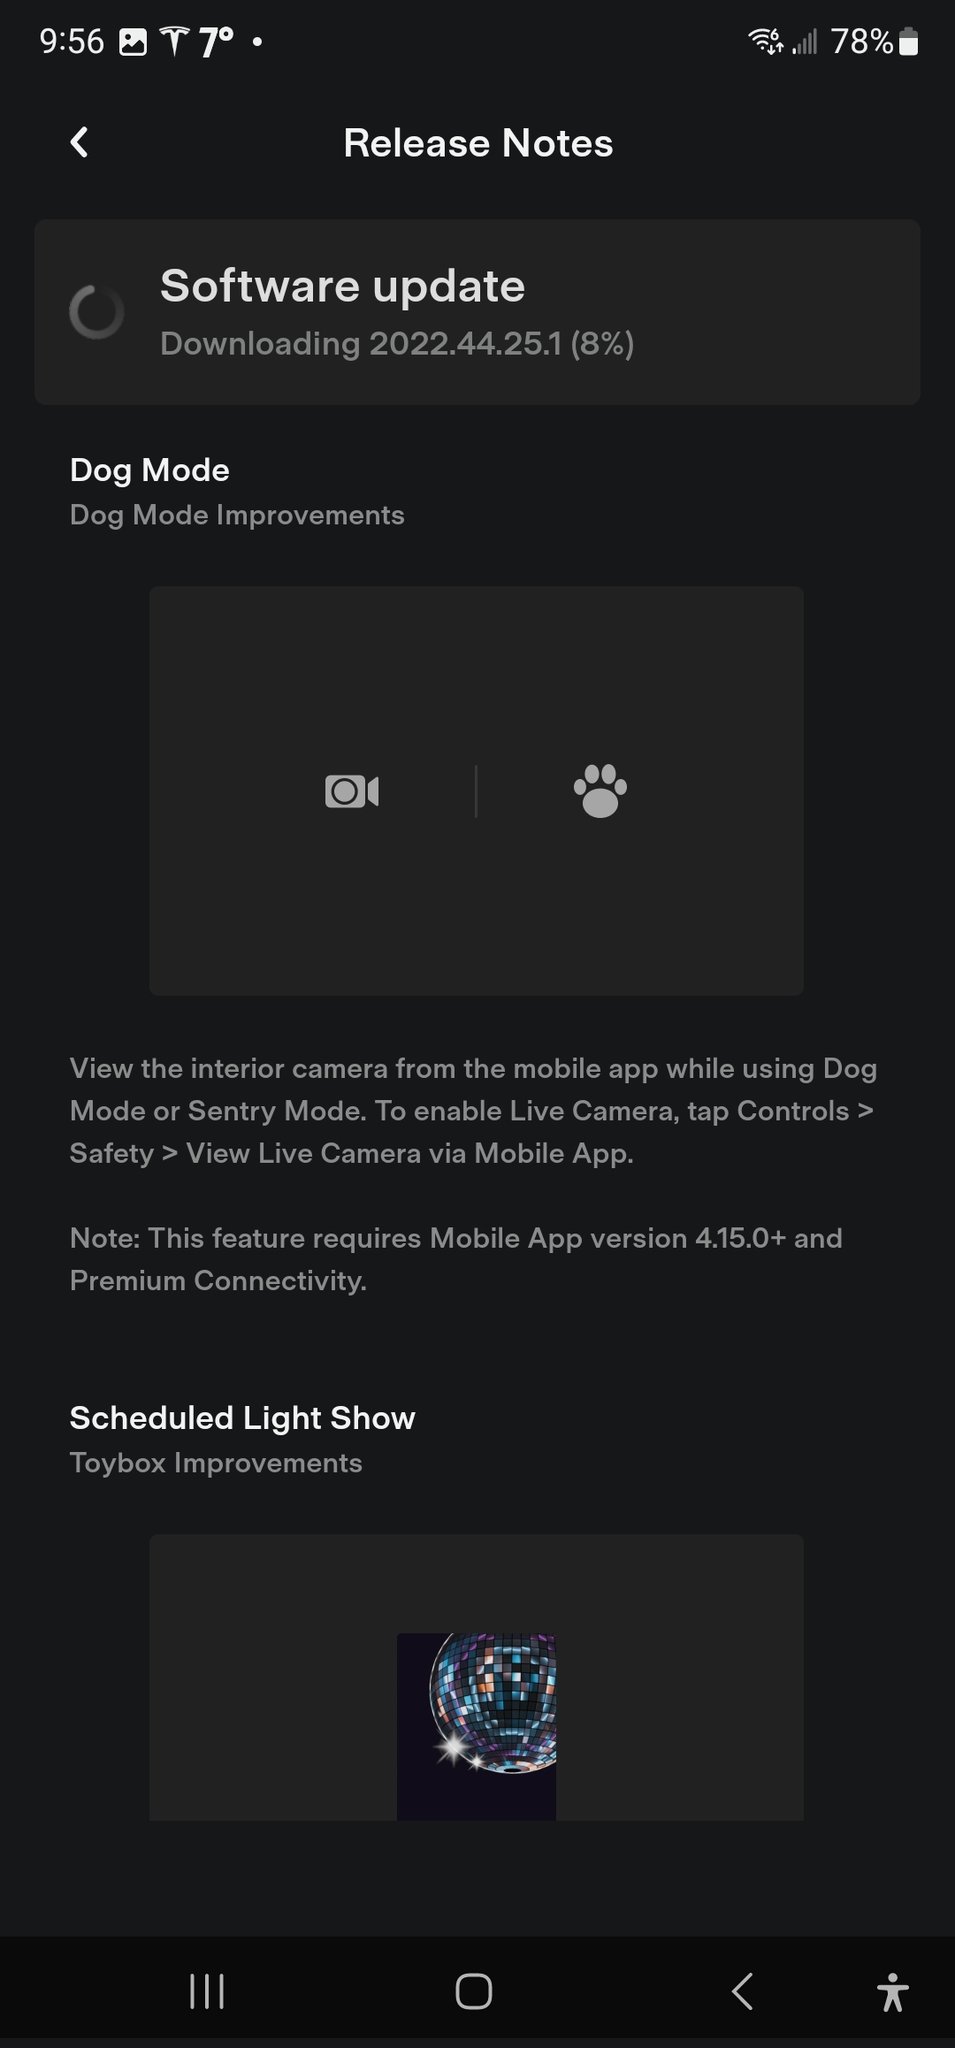 9:56 7° 78%
Release Notes
Software update
Downloading 2022.44.25.1 (8%)
Dog Mode
Dog Mode Improvements
View the interior camera from the mobile app while using Dog
Mode or Sentry Mode. To enable Live Camera, tap Controls >
Safety > View Live Camera via Mobile App.
Note: This feature requires Mobile App version 4.15.0+ and
Premium Connectivity.
Scheduled Light Show
Toybox Improvements